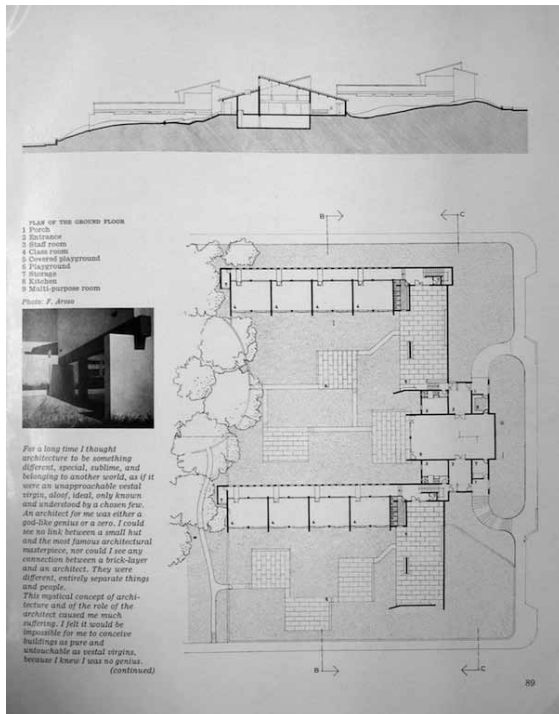 PLAN OF THE GROUND FLOOR
1 Porch
2 Entrance
3 Staff room
4 Class room
5 Covered playground
6 Playground
7 Storage
8 Kitchen
9 Multi-purpose room
Photo: F. Aroso
B
C
For a long time I thought
architecture to be something
different, special, sublime, and
belonging to another world, as if it
were an unapproachable vestal
virgin, aloof, ideal, only known
and understood by a chosen few.
An architect for me was either a
god-like genius or a zero. I could
see no link between a small hut
and the most famous architectural
masterpiece, nor could I see any
connection between a brick-layer
and an architect. They were
different, entirely separate things
and people.
This mystical concept of archi-
tecture and of the role of the
architect caused me much
suffering. I felt it would be
impossible for me to conceive
buildings as pure and
untouchable as vestal virgins,
because I knew I was no genius.
(continued)
B
C
89